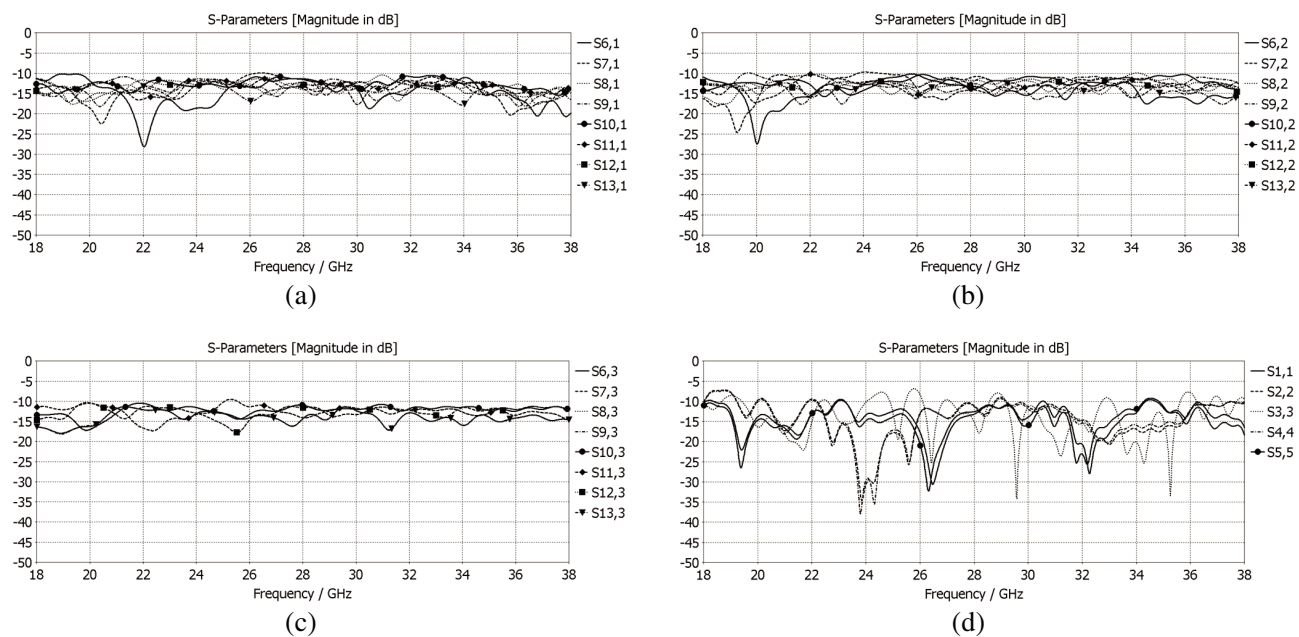 S-Parameters [Magnitude in dB]
0
-5
-10
-15
-20
-25
-30
-35
-40
-45
-50
18 20 22 24 26 28 30 32 34 36 38
Frequency / GHz
S6,1
S7,1
S8,1
S9,1
S10,1
S11,1
S12,1
S13,1
(a)
S-Parameters [Magnitude in dB]
0
-5
-10
-15
-20
-25
-30
-35
-40
-45
-50
18 20 22 24 26 28 30 32 34 36 38
Frequency / GHz
S6,2
S7,2
S8,2
S9,2
S10,2
S11,2
S12,2
S13,2
(b)
S-Parameters [Magnitude in dB]
0
-5
-10
-15
-20
-25
-30
-35
-40
-45
-50
18 20 22 24 26 28 30 32 34 36 38
Frequency / GHz
S6,3
S7,3
S8,3
S9,3
S10,3
S11,3
S12,3
S13,3
(c)
S-Parameters [Magnitude in dB]
0
-5
-10
-15
-20
-25
-30
-35
-40
-45
-50
18 20 22 24 26 28 30 32 34 36 38
Frequency / GHz
S1,1
S2,2
S3,3
S4,4
S5,5
(d)